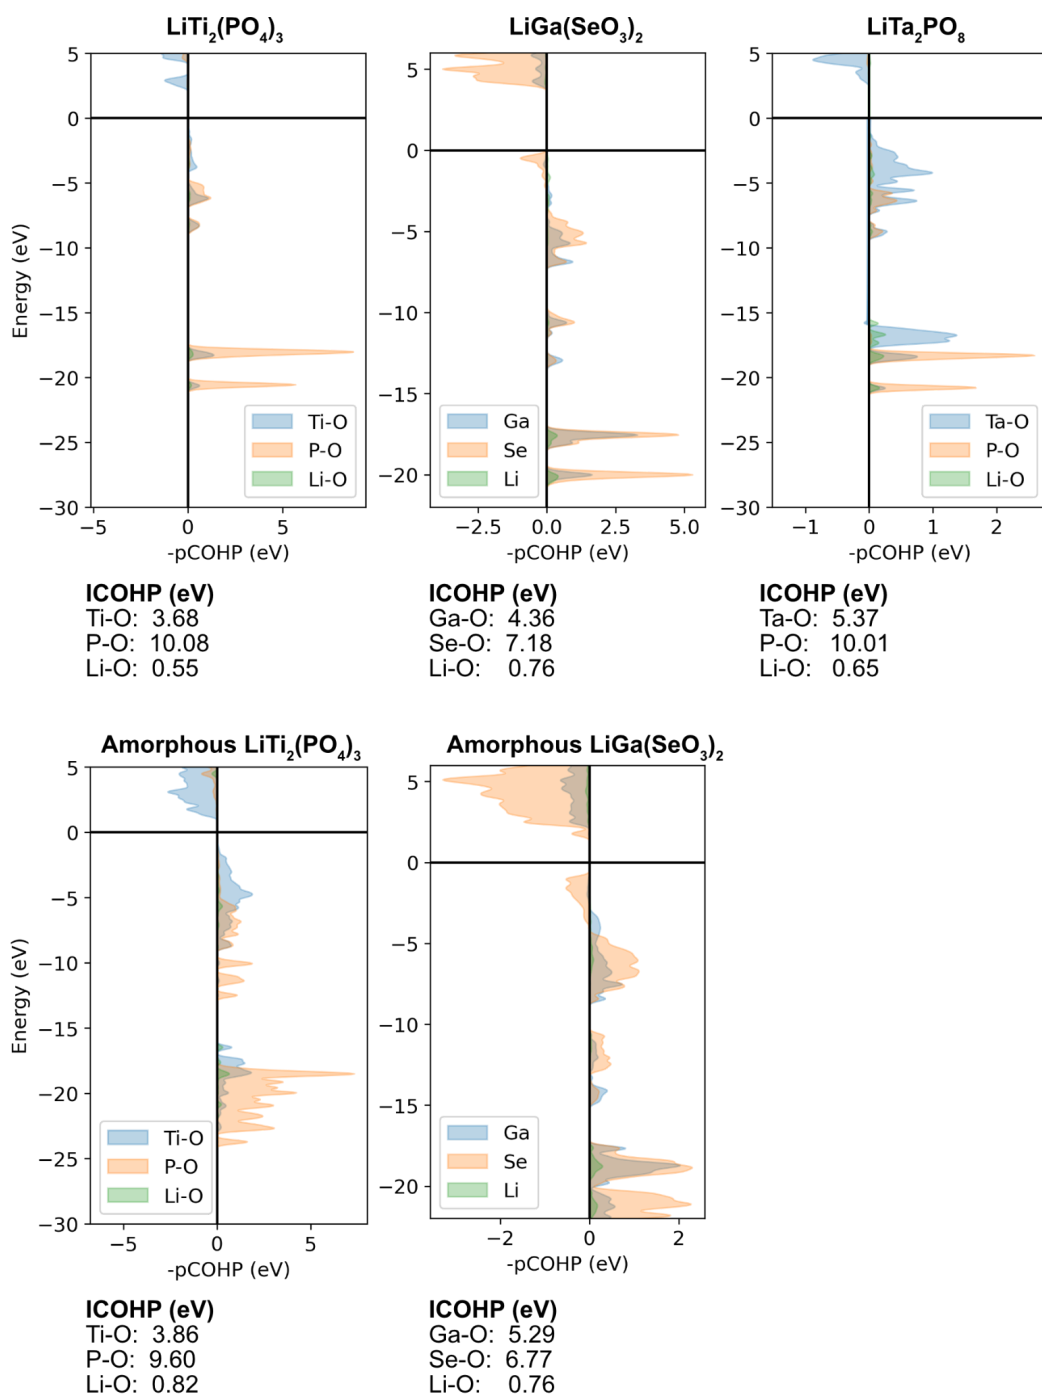 LiTi₂(PO₄)₃
LiGa(SeO₃)₂
LiTa₂PO₈
5
0
−5
−10
−15
−20
−25
−30
Energy (eV)
Ti-O
P-O
Li-O
−5
0
5
-pCOHP (eV)
5
0
−5
−10
−15
−20
Ga
Se
Li
−2.5
0.0
2.5
5.0
-pCOHP (eV)
5
0
−5
−10
−15
−20
−25
−30
Ta-O
P-O
Li-O
−1
0
1
2
-pCOHP (eV)
ICOHP (eV)
Ti-O: 3.68
P-O: 10.08
Li-O: 0.55
ICOHP (eV)
Ga-O: 4.36
Se-O: 7.18
Li-O: 0.76
ICOHP (eV)
Ta-O: 5.37
P-O: 10.01
Li-O: 0.65
Amorphous LiTi₂(PO₄)₃
Amorphous LiGa(SeO₃)₂
5
0
−5
−10
−15
−20
−25
−30
Energy (eV)
Ti-O
P-O
Li-O
−5
0
5
-pCOHP (eV)
5
0
−5
−10
−15
−20
Ga
Se
Li
−2
0
2
-pCOHP (eV)
ICOHP (eV)
Ti-O: 3.86
P-O: 9.60
Li-O: 0.82
ICOHP (eV)
Ga-O: 5.29
Se-O: 6.77
Li-O: 0.76